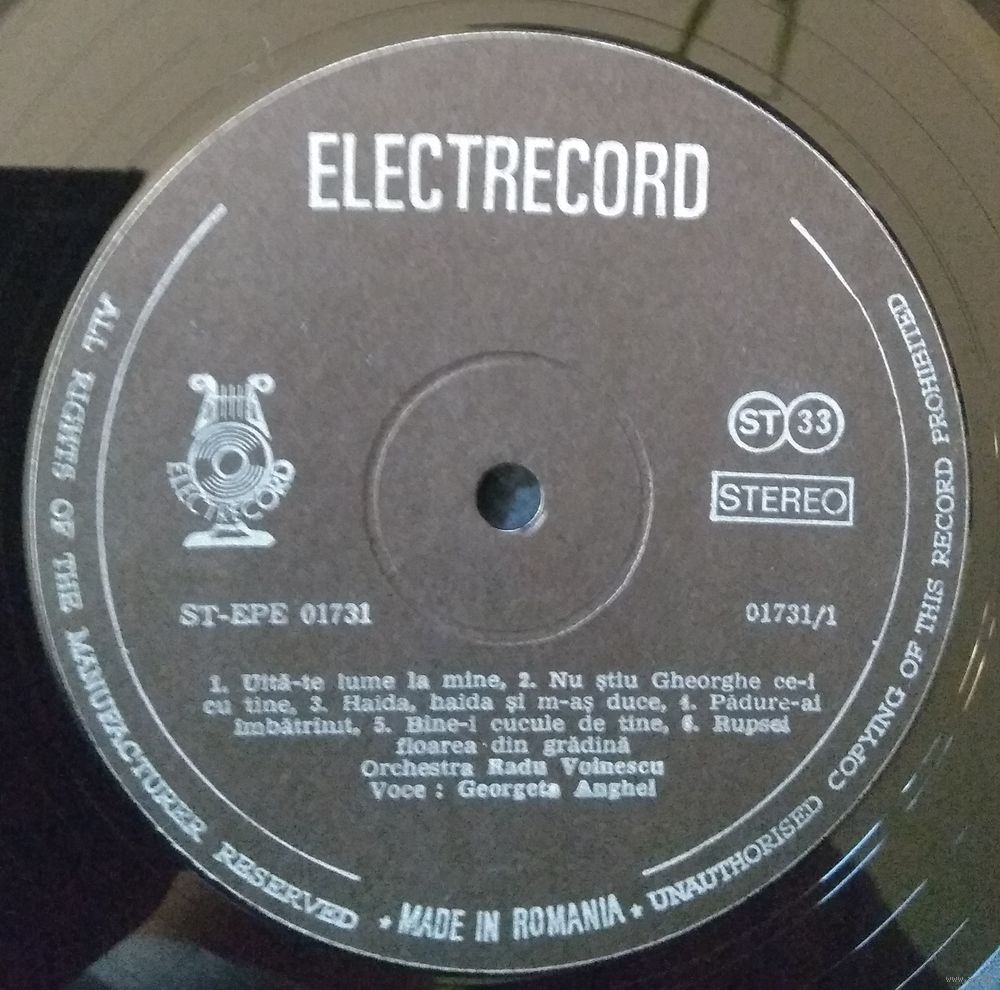 ELECTRECORD
ELECTRECORD
ST 33
STEREO
ST-EPE 01731
01731/1
1. Uită-te lume la mine, 2. Nu ştiu Gheorghe ce-i
cu tine, 3. Haida, haida şi m-aş duce, 4. Pădure-ai
îmbătrînit, 5. Bine-i cucule de tine, 6. Rupsei
floarea din grădină
Orchestra Radu Voinescu
Voce : Georgeta Anghel
ALL RIGHTS OF THE MANUFACTURER RESERVED ★ MADE IN ROMANIA ★ UNAUTHORISED COPYING OF THIS RECORD PROHIBITED